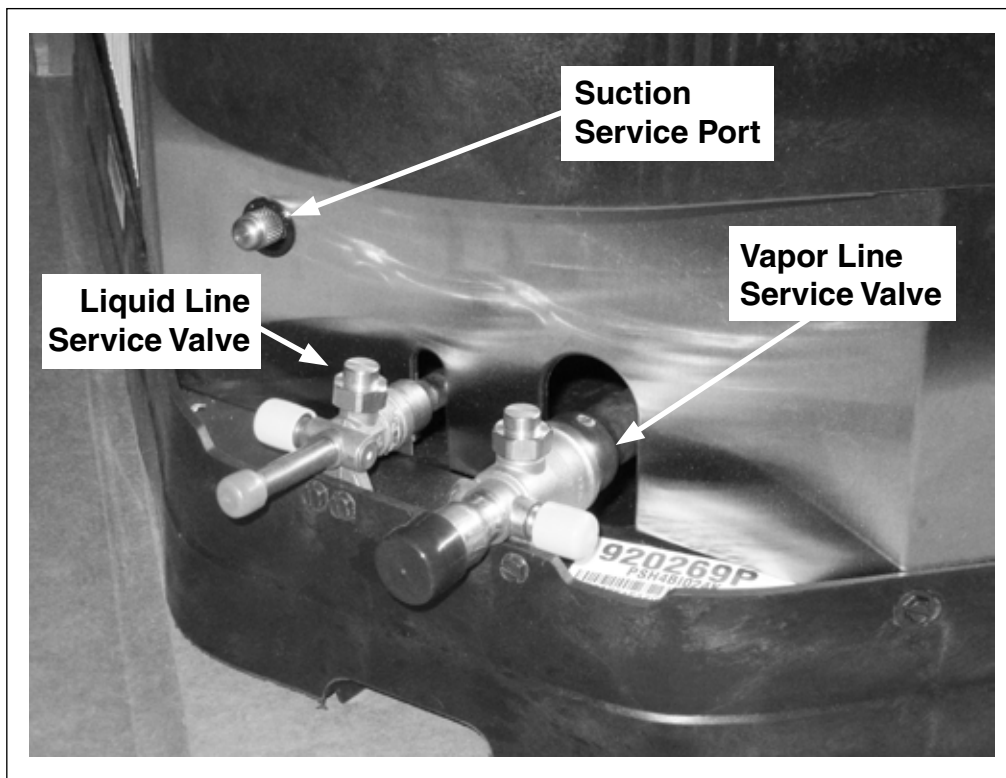 Suction
Service Port
Vapor Line
Service Valve
Liquid Line
Service Valve
920269P